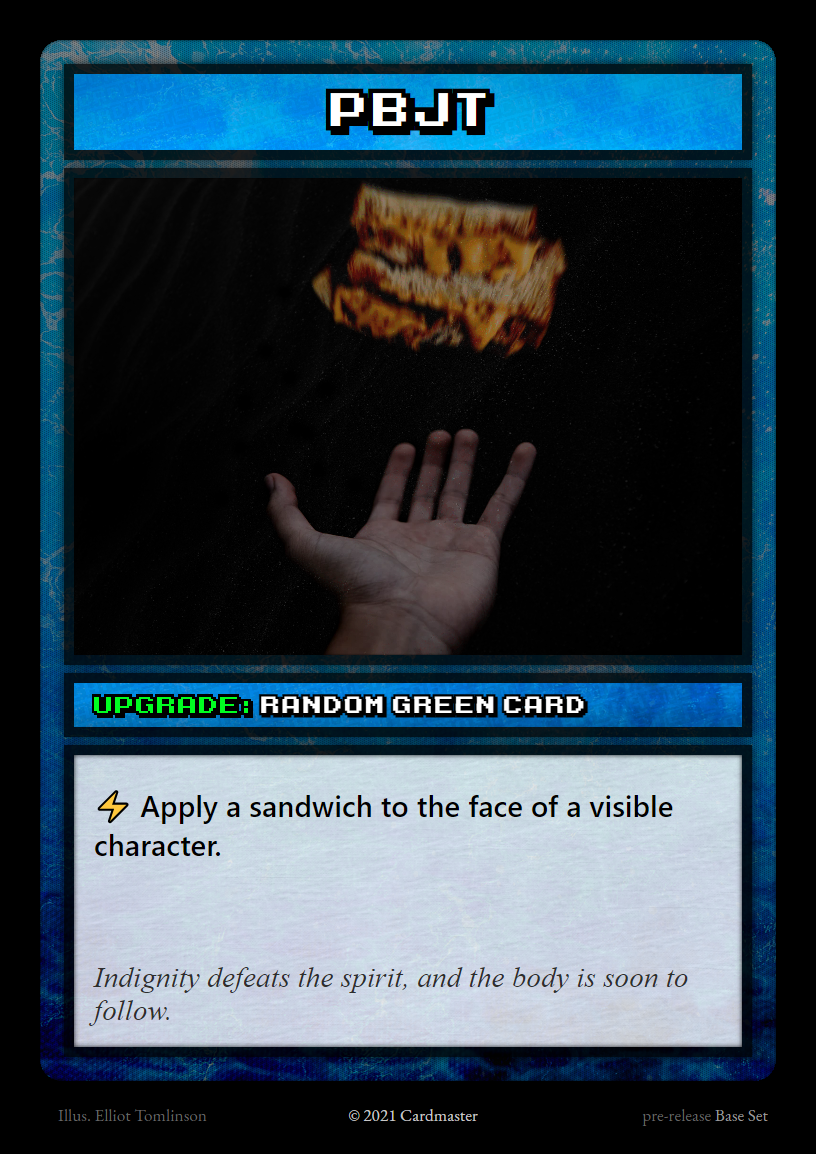 PBJT
UPGRADE: RANDOM GREEN CARD
⚡ Apply a sandwich to the face of a visible
character.
Indignity defeats the spirit, and the body is soon to
follow.
Illus. Elliot Tomlinson
© 2021 Cardmaster
pre-release Base Set